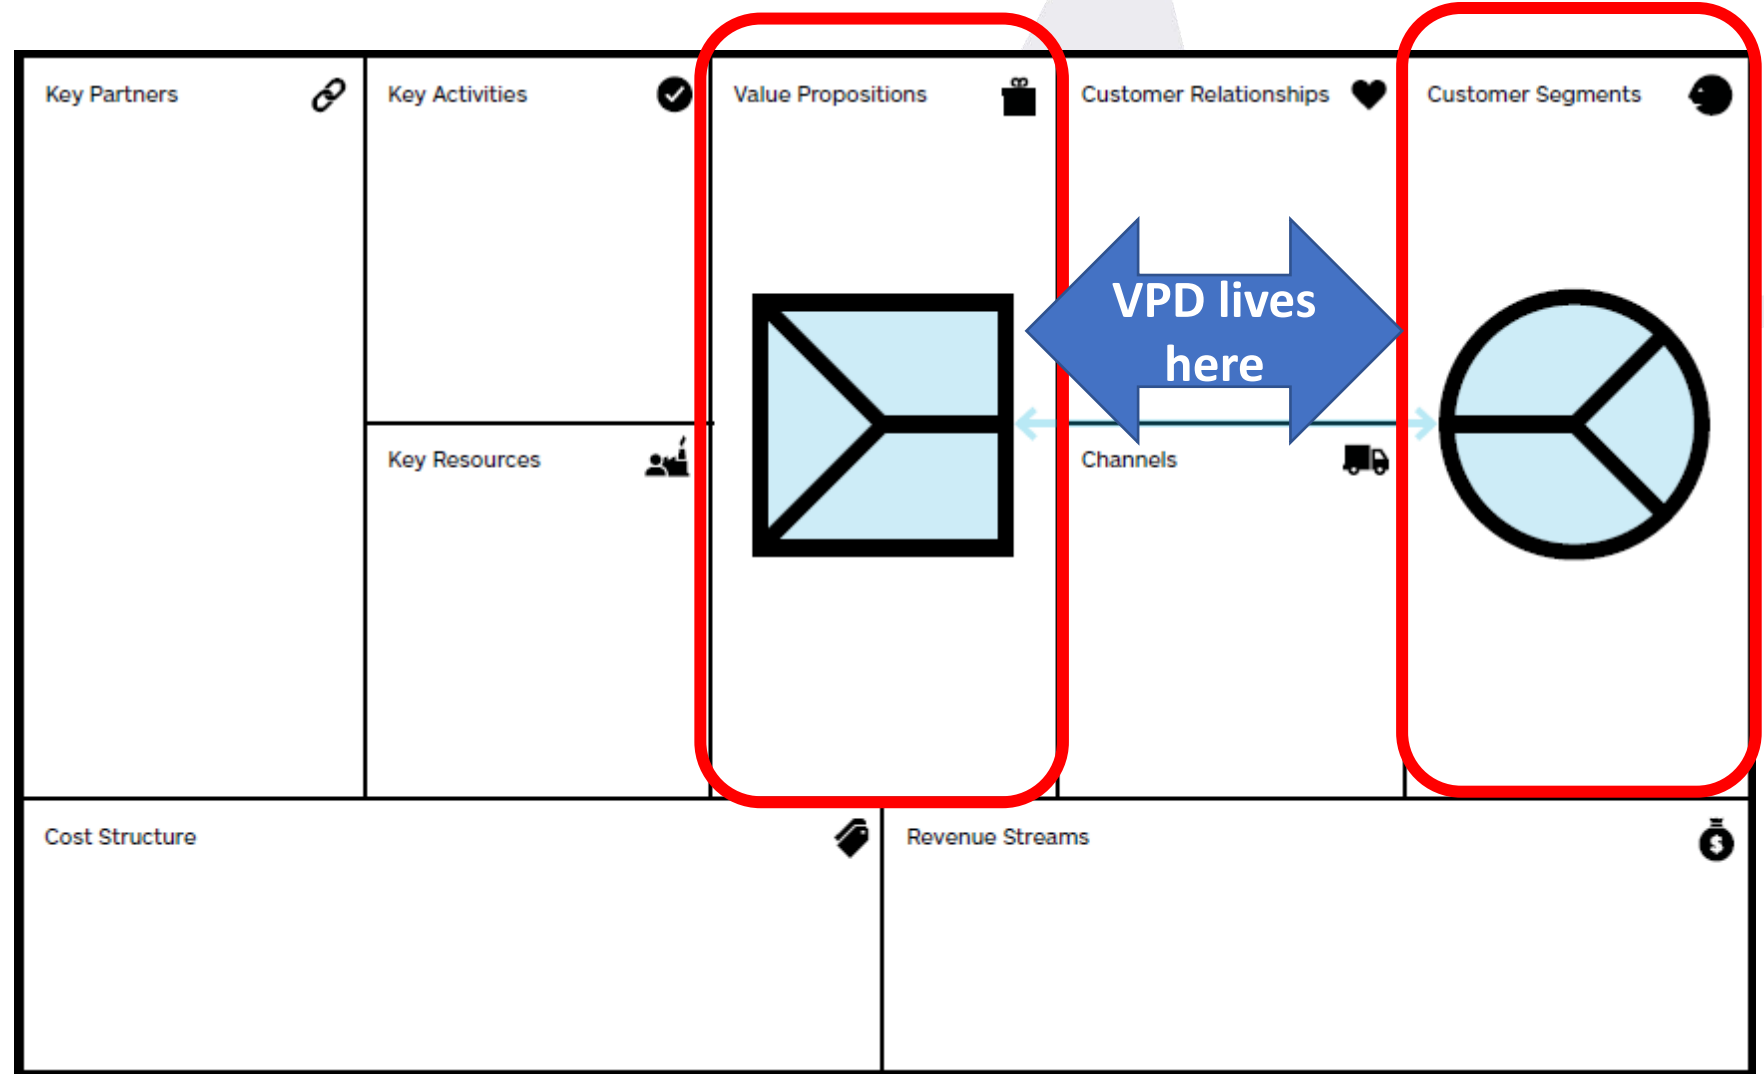 Key Partners
Key Activities
Value Propositions
Customer Relationships
Customer Segments
VPD lives
here
Key Resources
Channels
Cost Structure
Revenue Streams
$